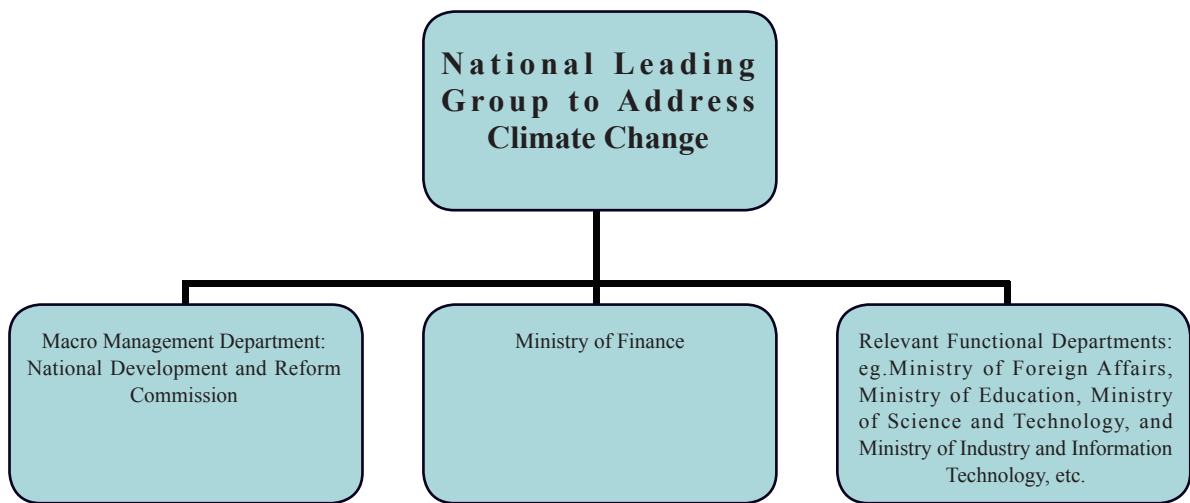 National Leading
Group to Address
Climate Change
Macro Management Department:
National Development and Reform
Commission
Ministry of Finance
Relevant Functional Departments:
eg.Ministry of Foreign Affairs,
Ministry of Education, Ministry
of Science and Technology, and
Ministry of Industry and Information
Technology, etc.